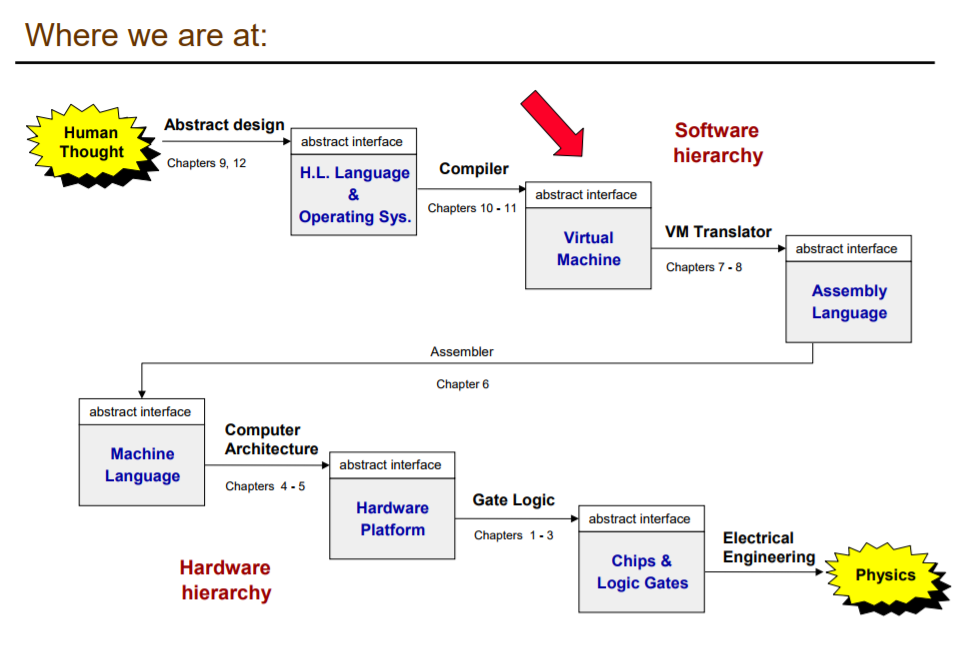 Where we are at:
Human
Thought
Abstract design
Chapters 9, 12
abstract interface
H.L. Language
&
Operating Sys.
Compiler
Chapters 10 - 11
abstract interface
Virtual
Machine
Software
hierarchy
VM Translator
Chapters 7 - 8
abstract interface
Assembly
Language
Assembler
Chapter 6
abstract interface
Machine
Language
Computer
Architecture
Chapters 4 - 5
abstract interface
Hardware
Platform
Gate Logic
Chapters 1 - 3
abstract interface
Chips &
Logic Gates
Electrical
Engineering
Physics
Hardware
hierarchy